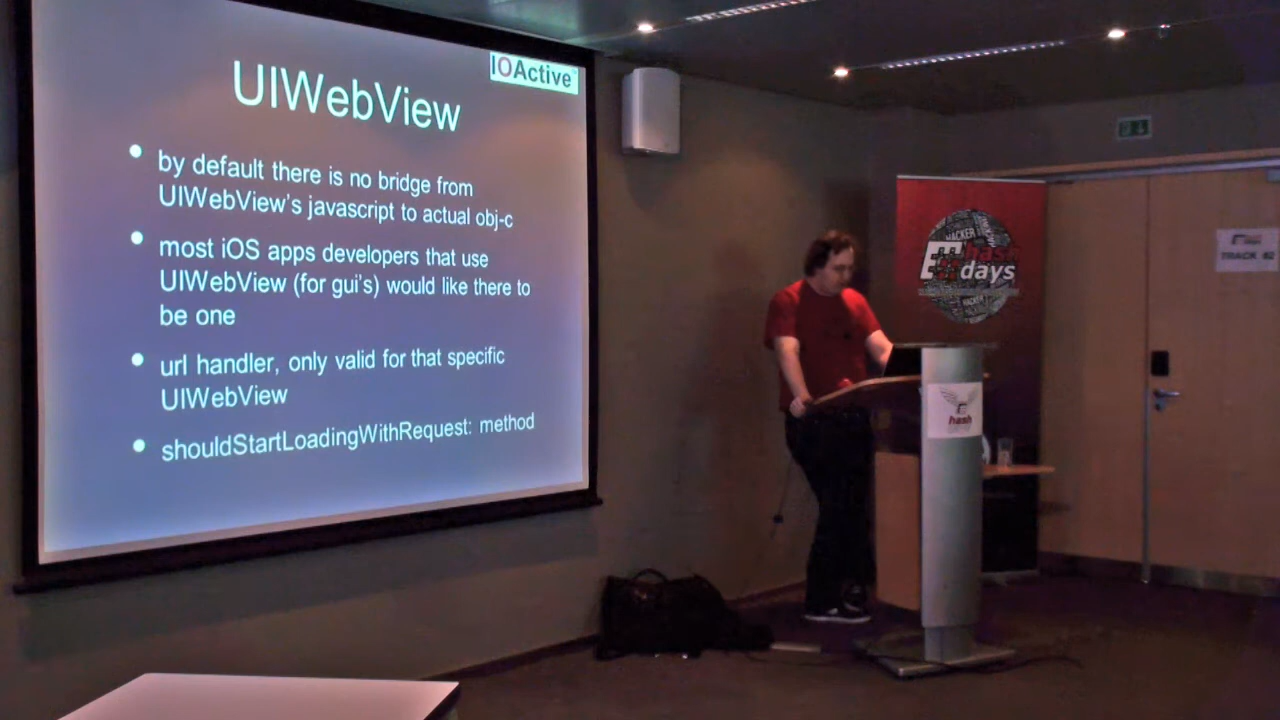 IOActive
UIWebView
• by default there is no bridge from
UIWebView's javascript to actual obj-c
• most iOS apps developers that use
UIWebView (for gui's) would like there to
be one
• url handler, only valid for that specific
UIWebView
• shouldStartLoadingWithRequest: method
HACKER
hash
days
TRACK 02
hash